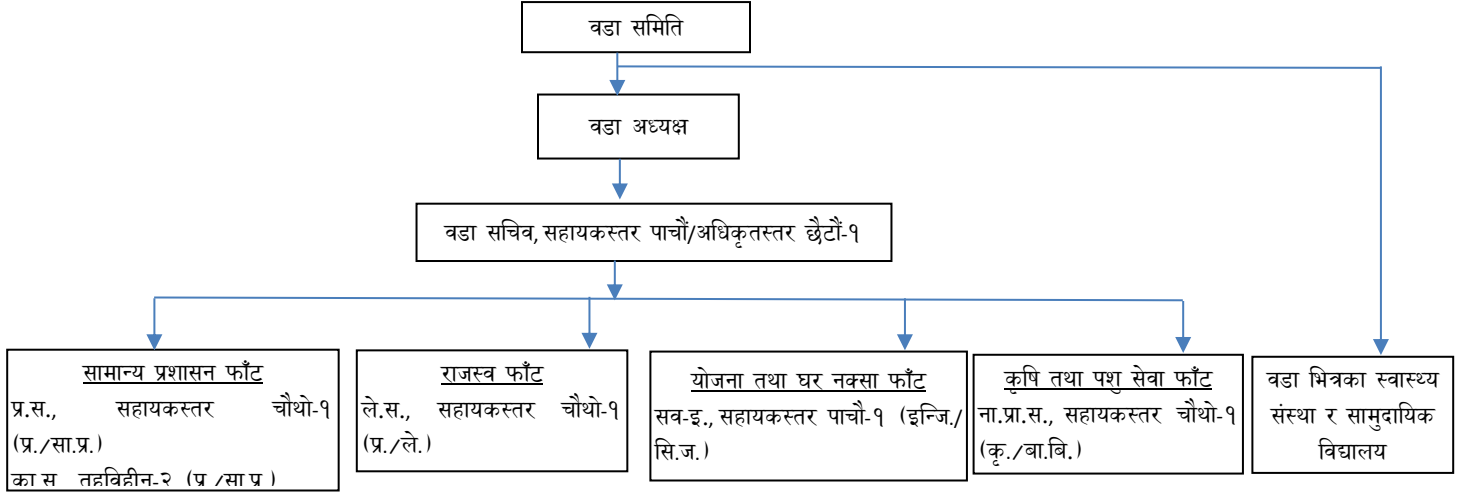 वडा समिति
वडा अध्यक्ष
वडा सचिव, सहायकस्तर पाचौं/अधिकृतस्तर छैटौं-१
सामान्य प्रशासन फाँट
प्र.स., सहायकस्तर चौथो-१
(प्र./सा.प्र.)
का.स. तहविहीन-२ (प्र./सा.प्र.)
राजस्व फाँट
ले.स., सहायकस्तर चौथो-१
(प्र./ले.)
योजना तथा घर नक्सा फाँट
सव-इ., सहायकस्तर पाचौ-१ (इन्जि./
सि.ज.)
कृषि तथा पशु सेवा फाँट
ना.प्रा.स., सहायकस्तर चौथो-१
(कृ./बा.बि.)
वडा भित्रका स्वास्थ्य
संस्था र सामुदायिक
विद्यालय